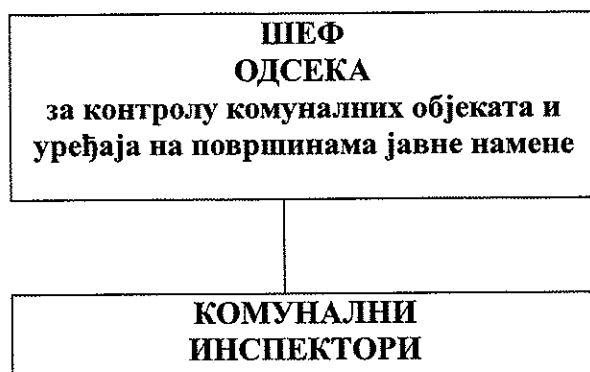 ШЕФ
ОДСЕКА
за контролу комуналних објеката и
уређаја на површинама јавне намене
КОМУНАЛНИ
ИНСПЕКТОРИ